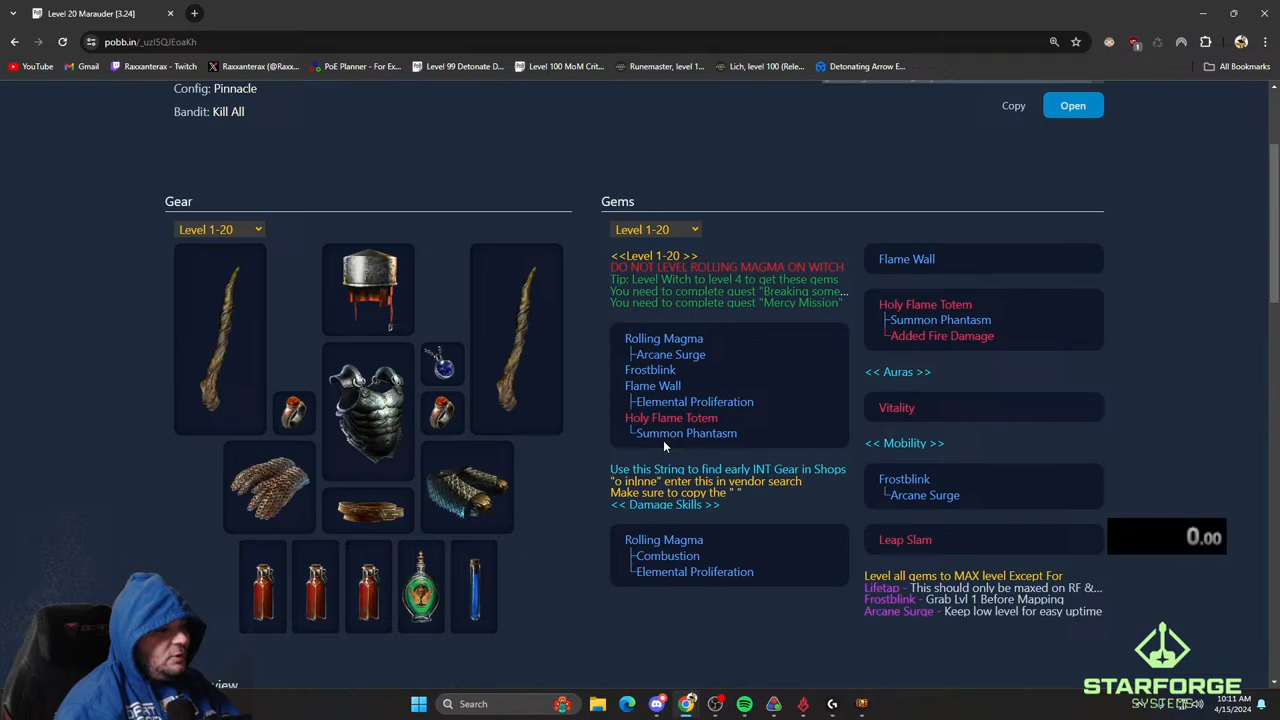 Level 20 Marauder [3.24]
pobb.in/_uzI5QJEoaKh
YouTube
Gmail
Raxxanterax - Twitch
Raxxanterax (@Raxx...
PoE Planner - For Ex...
Level 99 Detonate D...
Level 100 MoM Crit...
Runemaster, level 1...
Lich, level 100 (Rele...
Detonating Arrow E...
All Bookmarks
Config: Pinnacle
Bandit: Kill All
Copy
Open
Gear
Level 1-20
Gems
Level 1-20
<<Level 1-20 >>
DO NOT LEVEL ROLLING MAGMA ON WITCH
Tip: Level Witch to level 4 to get these gems
You need to complete quest "Breaking some...
You need to complete quest "Mercy Mission"
Rolling Magma
Arcane Surge
Frostblink
Flame Wall
Elemental Proliferation
Holy Flame Totem
Summon Phantasm
Use this String to find early INT Gear in Shops
"o in|nne" enter this in vendor search
Make sure to copy the " "
<< Damage Skills >>
Rolling Magma
Combustion
Elemental Proliferation
Flame Wall
Holy Flame Totem
Summon Phantasm
Added Fire Damage
<< Auras >>
Vitality
<< Mobility >>
Frostblink
Arcane Surge
Leap Slam
Level all gems to MAX level Except For
Lifetap - This should only be maxed on RF &...
Frostblink - Grab Lvl 1 Before Mapping
Arcane Surge - Keep low level for easy uptime
0.00
STARFORGE
SYSTEMS
Search
10:11 AM
4/15/2024